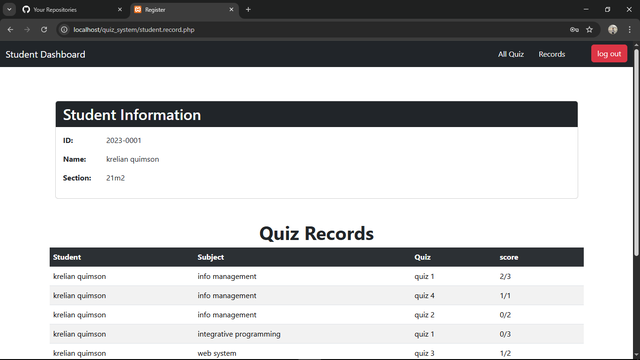 Your Repositories
Register
localhost/quiz_system/student.record.php
Student Dashboard
All Quiz
Records
log out
Student Information
ID: 2023-0001
Name: krelian quimson
Section: 21m2
Quiz Records
Student Subject Quiz score
krelian quimson info management quiz 1 2/3
krelian quimson info management quiz 4 1/1
krelian quimson info management quiz 2 0/2
krelian quimson integrative programming quiz 1 0/3
krelian quimson web system quiz 3 1/2